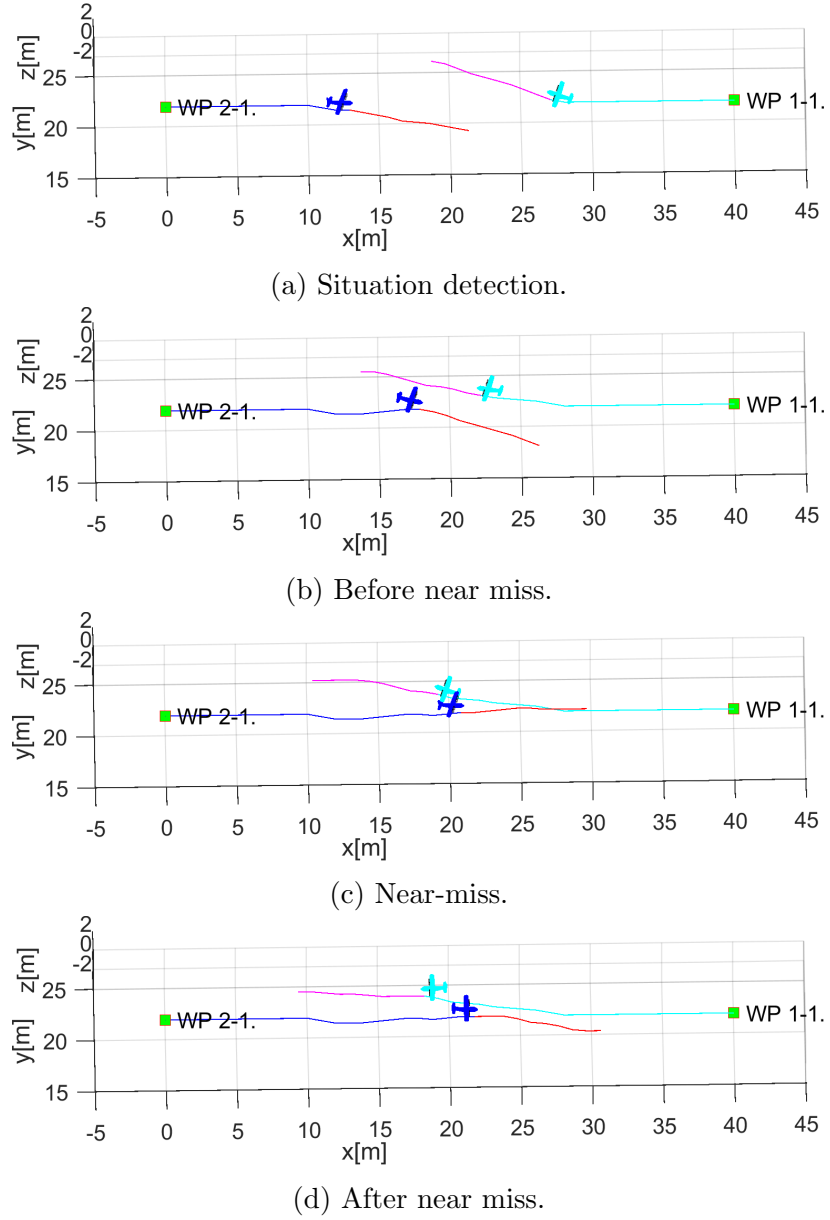 2
0
-2
z[m]
25
20
15
y[m]
WP 2-1.
WP 1-1.
-5 0 5 10 15 20 25 30 35 40 45
x[m]
(a) Situation detection.
2
0
-2
z[m]
25
20
15
y[m]
WP 2-1.
WP 1-1.
-5 0 5 10 15 20 25 30 35 40 45
x[m]
(b) Before near miss.
2
0
-2
z[m]
25
20
15
y[m]
WP 2-1.
WP 1-1.
-5 0 5 10 15 20 25 30 35 40 45
x[m]
(c) Near-miss.
2
0
-2
z[m]
25
20
15
y[m]
WP 2-1.
WP 1-1.
-5 0 5 10 15 20 25 30 35 40 45
x[m]
(d) After near miss.